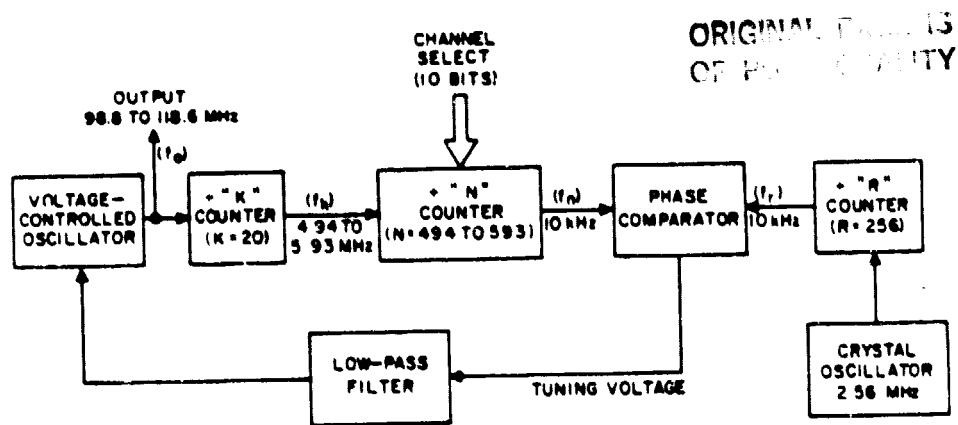 ORIGINAL
OF
CHANNEL
SELECT
(10 BITS)
OUTPUT
98.8 TO 118.6 MHz
(fo)
VOLTAGE-
CONTROLLED
OSCILLATOR
÷ "K"
COUNTER
(K = 20)
(fk)
4.94 TO
5.93 MHz
÷ "N"
COUNTER
(N = 494 TO 593)
(fn)
10 kHz
PHASE
COMPARATOR
(fr)
10 kHz
÷ "R"
COUNTER
(R = 256)
LOW-PASS
FILTER
TUNING VOLTAGE
CRYSTAL
OSCILLATOR
2.56 MHz